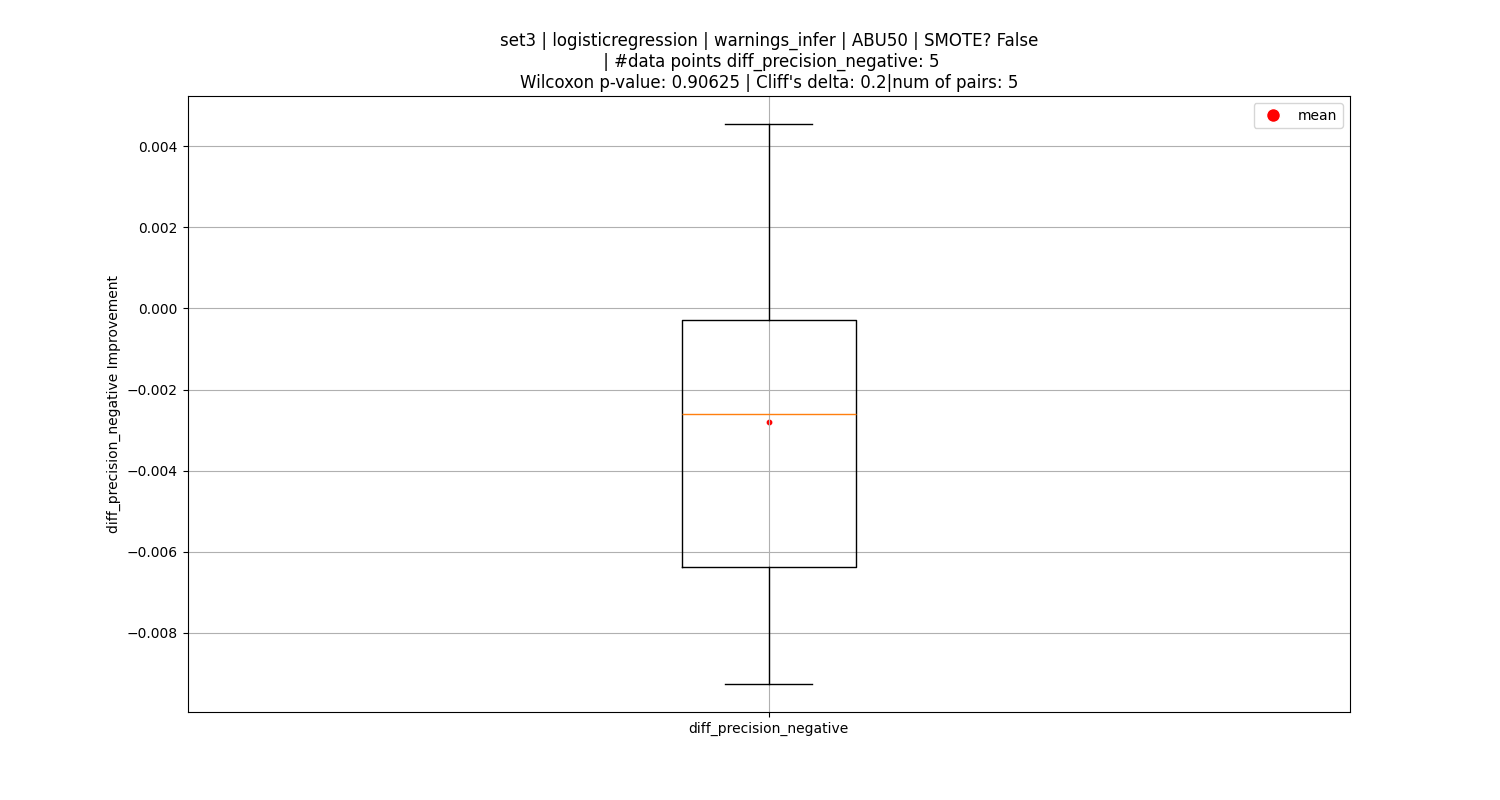 set3 | logisticregression | warnings_infer | ABU50 | SMOTE? False
| #data points diff_precision_negative: 5
Wilcoxon p-value: 0.90625 | Cliff's delta: 0.2|num of pairs: 5
mean
0.004
0.002
0.000
−0.002
−0.004
−0.006
−0.008
diff_precision_negative Improvement
diff_precision_negative